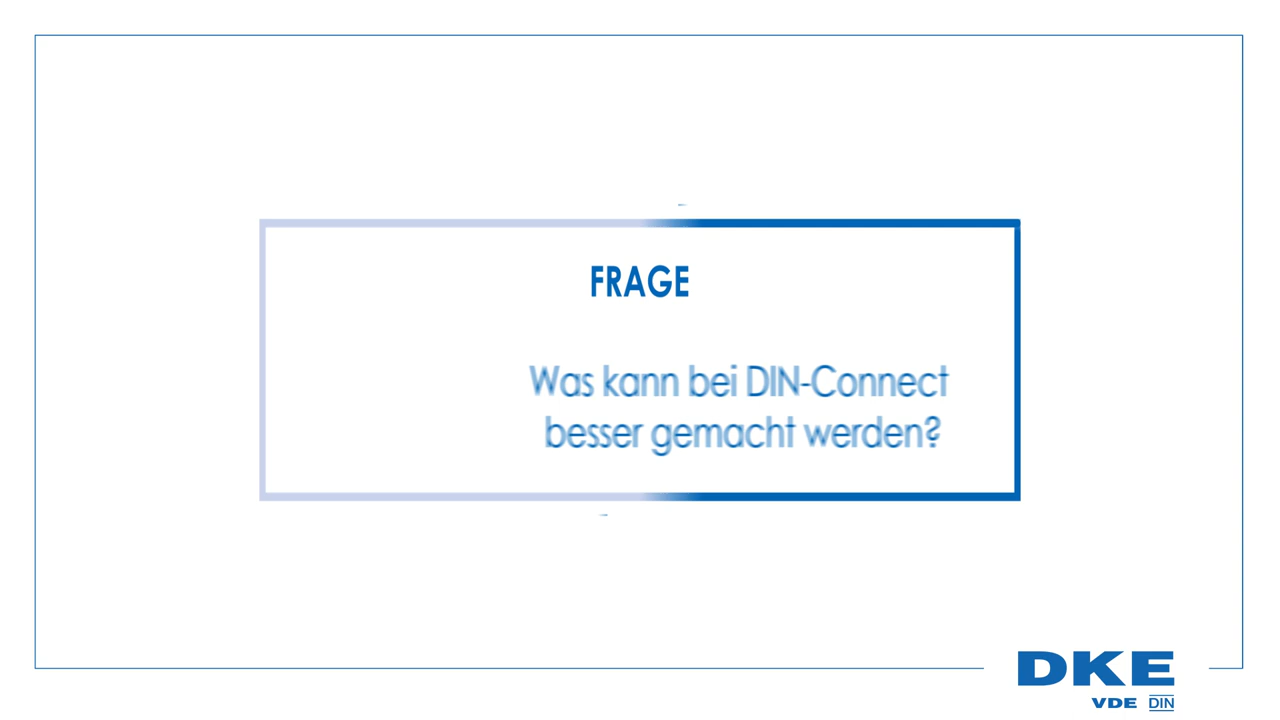 FRAGE
Was kann bei DIN-Connect
besser gemacht werden?
DKE
VDE DIN